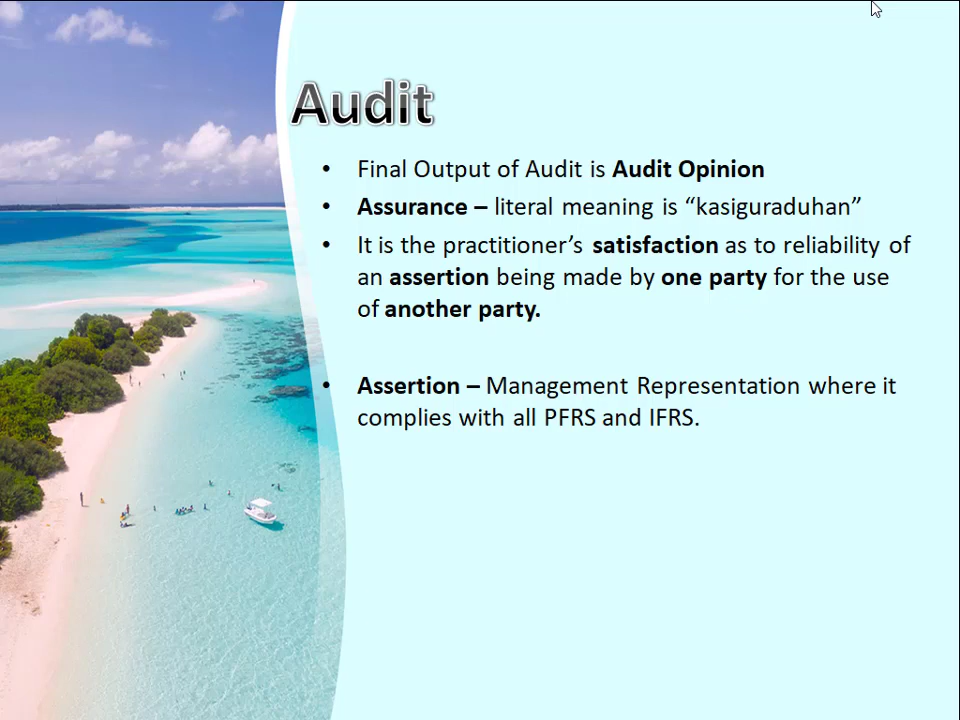 Audit
• Final Output of Audit is Audit Opinion
• Assurance – literal meaning is “kasiguraduhan”
• It is the practitioner’s satisfaction as to reliability of
an assertion being made by one party for the use
of another party.
• Assertion – Management Representation where it
complies with all PFRS and IFRS.